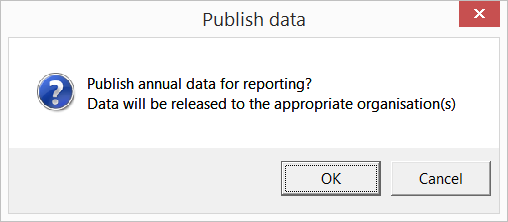 Publish data
Publish annual data for reporting?
Data will be released to the appropriate organisation(s)
OK
Cancel